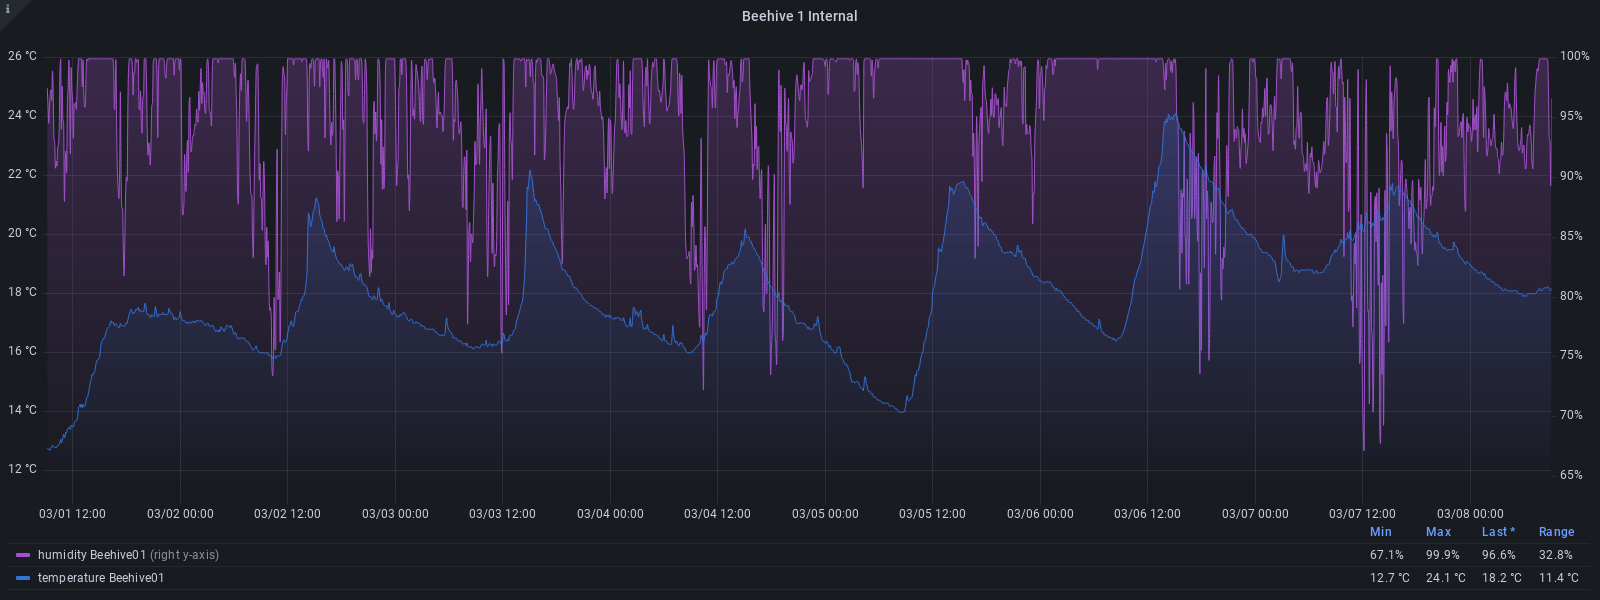 i
Beehive 1 Internal
26 °C 100%
24 °C 95%
22 °C 90%
20 °C 85%
18 °C 80%
16 °C 75%
14 °C 70%
12 °C 65%
03/01 12:00 03/02 00:00 03/02 12:00 03/03 00:00 03/03 12:00 03/04 00:00 03/04 12:00 03/05 00:00 03/05 12:00 03/06 00:00 03/06 12:00 03/07 00:00 03/07 12:00 03/08 00:00
Min Max Last * Range
humidity Beehive01 (right y-axis) 67.1% 99.9% 96.6% 32.8%
temperature Beehive01 12.7 °C 24.1 °C 18.2 °C 11.4 °C